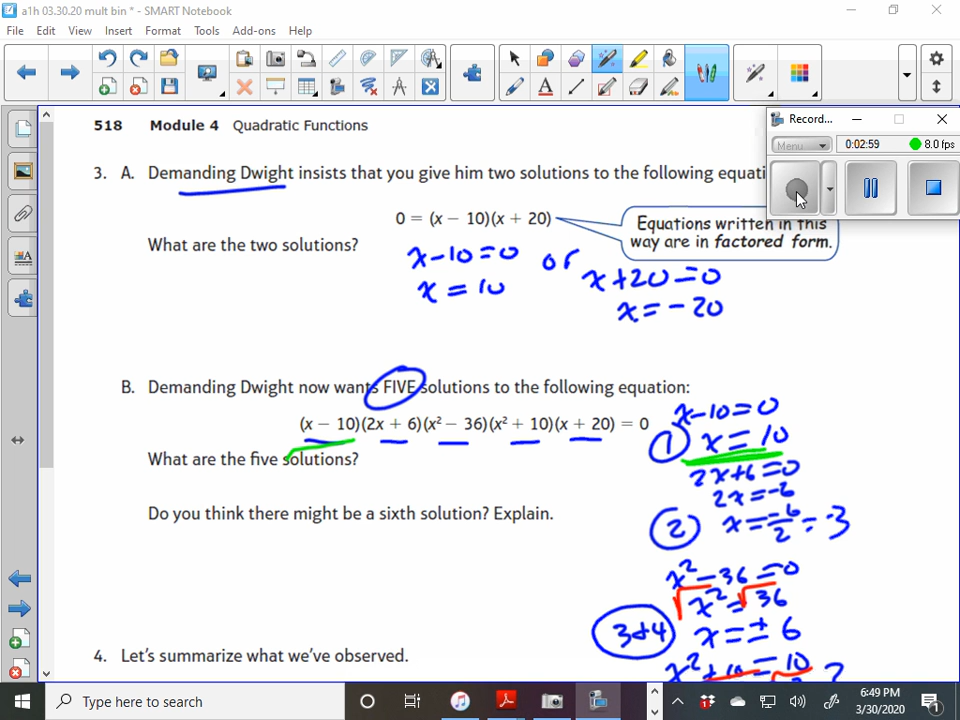 a1h 03.30.20 mult bin * - SMART Notebook
File Edit View Insert Format Tools Add-ons Help
Record...
Menu 0:02:59 8.0 fps
518 Module 4 Quadratic Functions
3. A. Demanding Dwight insists that you give him two solutions to the following equati
0 = (x − 10)(x + 20)
Equations written in this
way are in factored form.
What are the two solutions?
x-10=0 or x+20=0
x = 10 x = -20
B. Demanding Dwight now wants FIVE solutions to the following equation:
(x − 10)(2x + 6)(x² − 36)(x² + 10)(x + 20) = 0
What are the five solutions?
Do you think there might be a sixth solution? Explain.
x-10=0
① x = 10
2x+6=0
2x=-6
② x = -6/2 = -3
x²-36=0
x² = 36
3+4 x = ± 6
4. Let's summarize what we've observed.
Type here to search
6:49 PM
3/30/2020
1